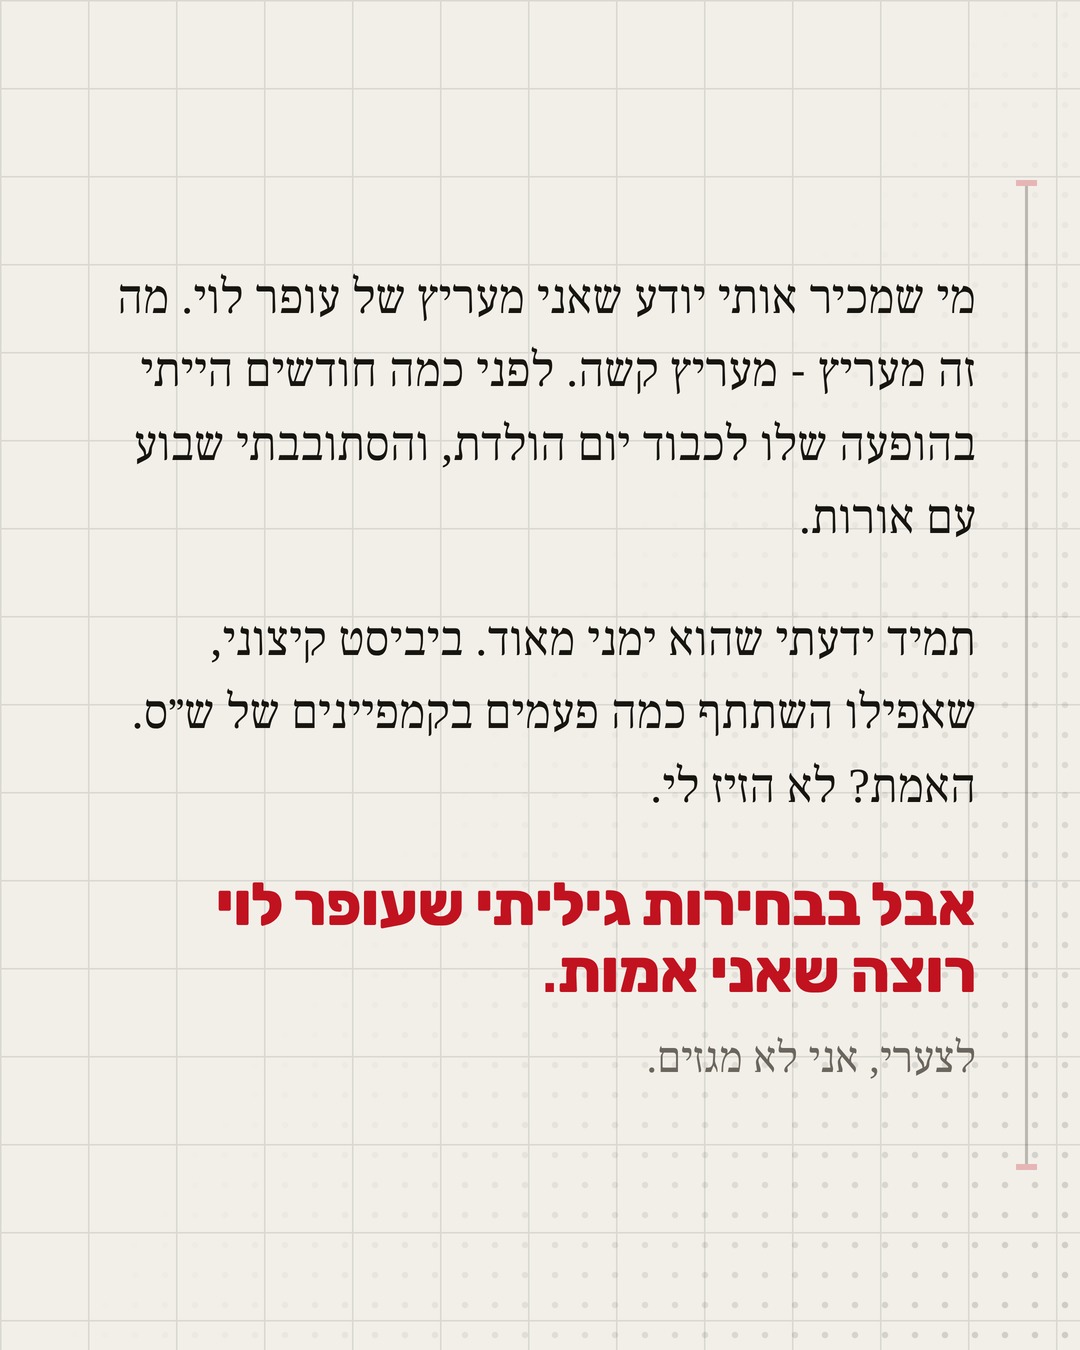 מי שמכיר אותי יודע שאני מעריץ של עופר לוי. מה
זה מעריץ - מעריץ קשה. לפני כמה חודשים הייתי
בהופעה שלו לכבוד יום הולדת, והסתובבתי שבוע
עם אורות.
תמיד ידעתי שהוא ימני מאוד. ביביסט קיצוני,
שאפילו השתתף כמה פעמים בקמפיינים של ש״ס.
האמת? לא הזיז לי.
אבל בבחירות גיליתי שעופר לוי
רוצה שאני אמות.
לצערי, אני לא מגזים.